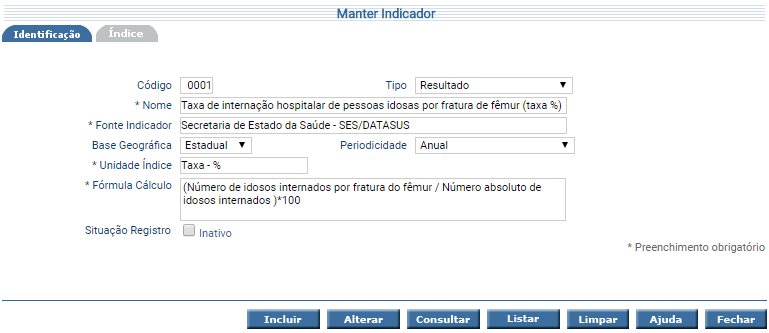 Manter Indicador
Identificação Índice
Código 0001 Tipo Resultado
* Nome Taxa de internação hospitalar de pessoas idosas por fratura de fêmur (taxa %)
* Fonte Indicador Secretaria de Estado da Saúde - SES/DATASUS
Base Geográfica Estadual Periodicidade Anual
* Unidade Índice Taxa - %
* Fórmula Cálculo (Número de idosos internados por fratura do fêmur / Número absoluto de
idosos internados )*100
Situação Registro Inativo
* Preenchimento obrigatório
Incluir Alterar Consultar Listar Limpar Ajuda Fechar